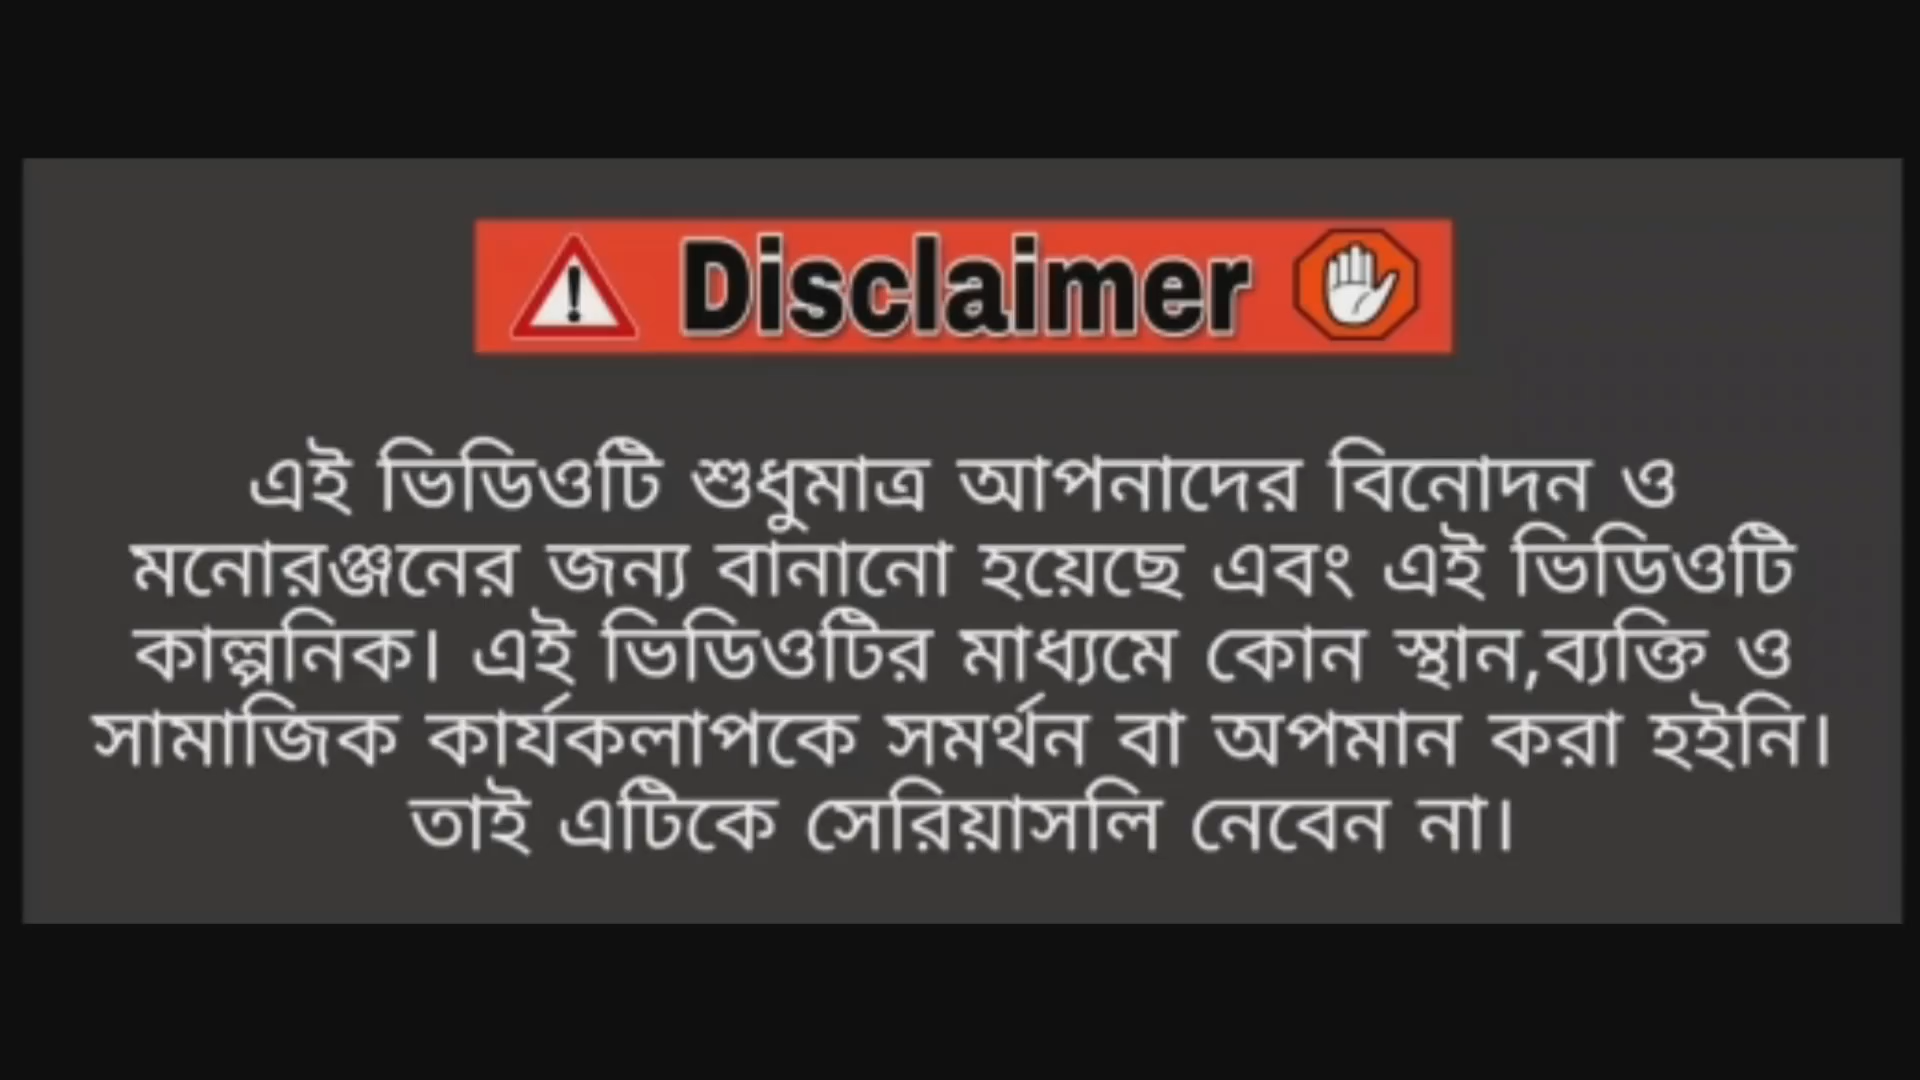 Disclaimer
এই ভিডিওটি শুধুমাত্র আপনাদের বিনোদন ও
মনোরঞ্জনের জন্য বানানো হয়েছে এবং এই ভিডিওটি
কাল্পনিক। এই ভিডিওটির মাধ্যমে কোন স্থান,ব্যক্তি ও
সামাজিক কার্যকলাপকে সমর্থন বা অপমান করা হইনি।
তাই এটিকে সেরিয়াসলি নেবেন না।